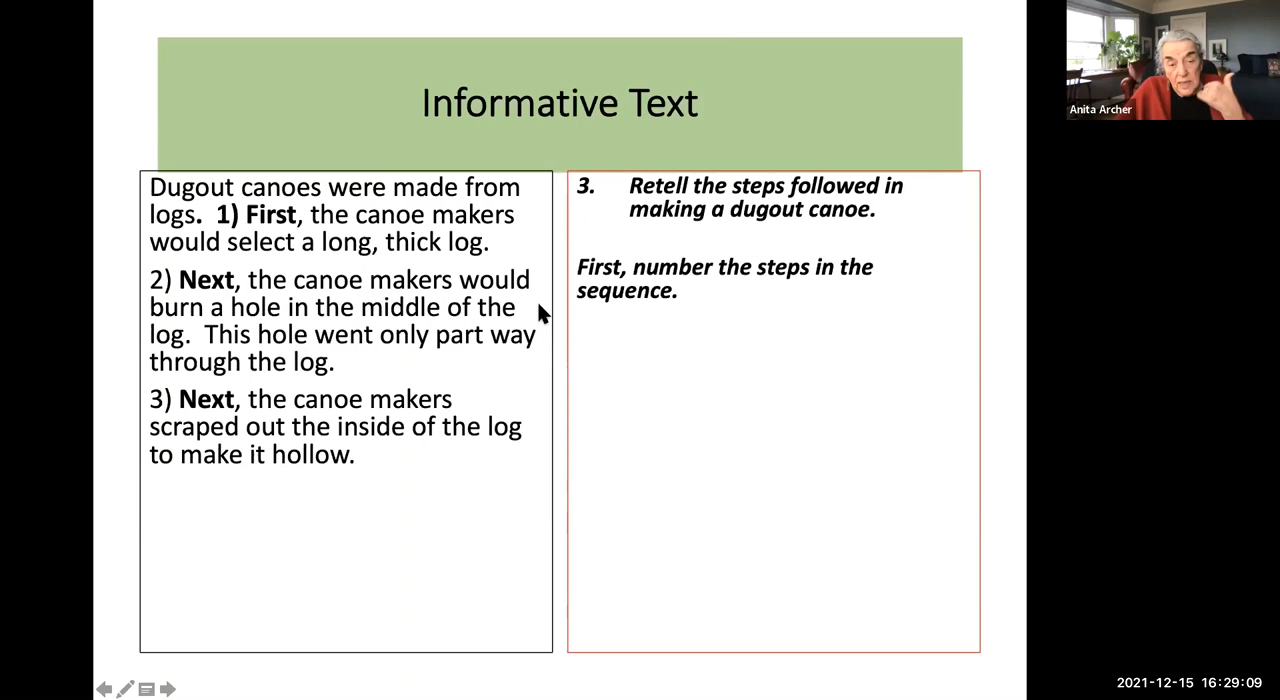 Informative Text
Dugout canoes were made from
logs. 1) First, the canoe makers
would select a long, thick log.
2) Next, the canoe makers would
burn a hole in the middle of the
log.  This hole went only part way
through the log.
3) Next, the canoe makers
scraped out the inside of the log
to make it hollow.
3. Retell the steps followed in
making a dugout canoe.
First, number the steps in the
sequence.
Anita Archer
2021-12-15 16:29:09